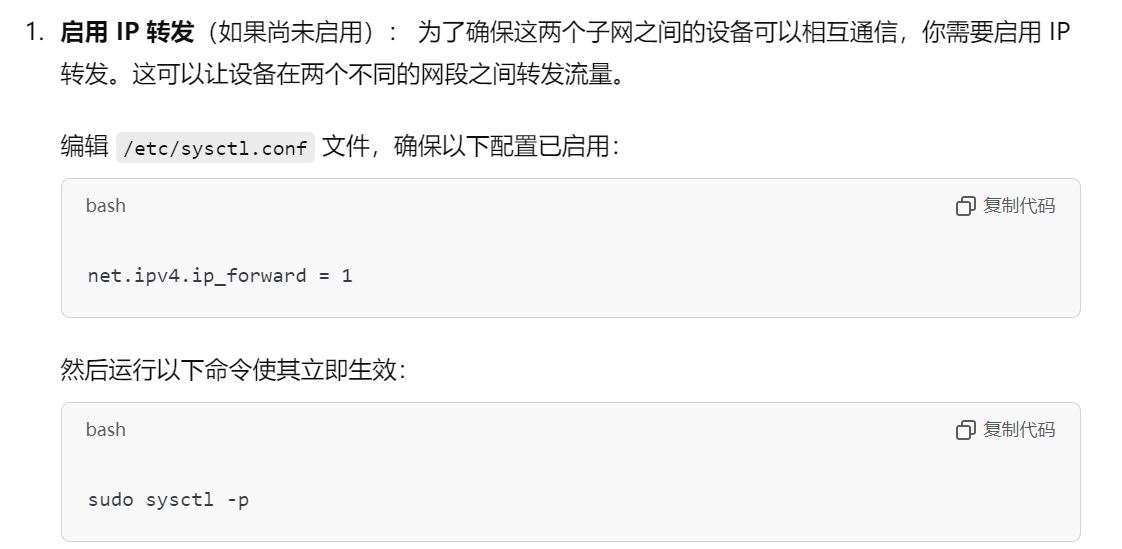 1. 启用 IP 转发（如果尚未启用）： 为了确保这两个子网之间的设备可以相互通信，你需要启用 IP
转发。这可以让设备在两个不同的网段之间转发流量。
编辑 /etc/sysctl.conf 文件，确保以下配置已启用：
bash 复制代码
net.ipv4.ip_forward = 1
然后运行以下命令使其立即生效：
bash 复制代码
sudo sysctl -p